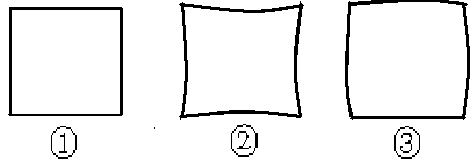 ① ② ③